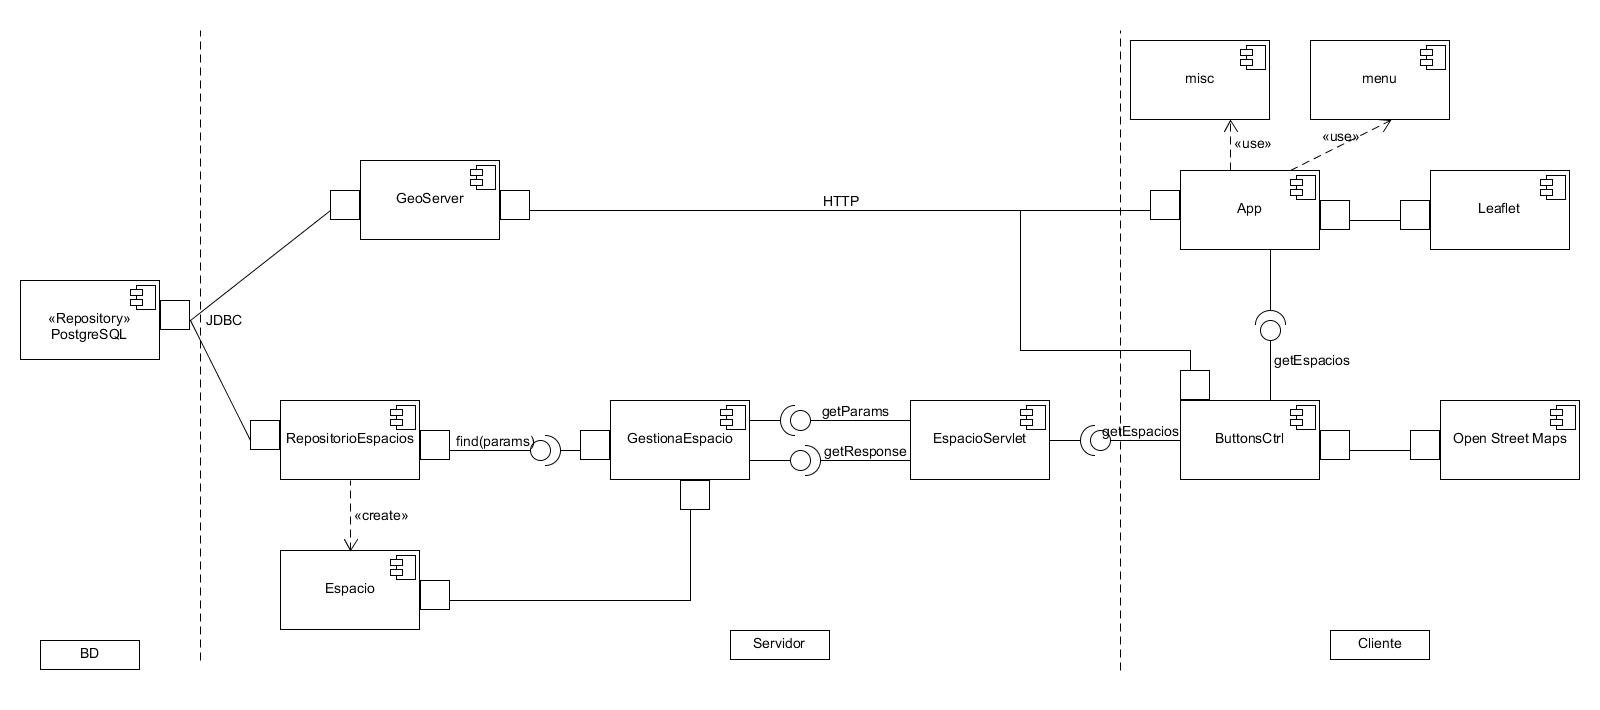 misc
menu
«use»
«use»
GeoServer
HTTP
App
Leaflet
«Repository»
PostgreSQL
JDBC
getEspacios
RepositorioEspacios
find(params)
GestionaEspacio
getParams
getResponse
EspacioServlet
getEspacios
ButtonsCtrl
Open Street Maps
«create»
Espacio
BD
Servidor
Cliente